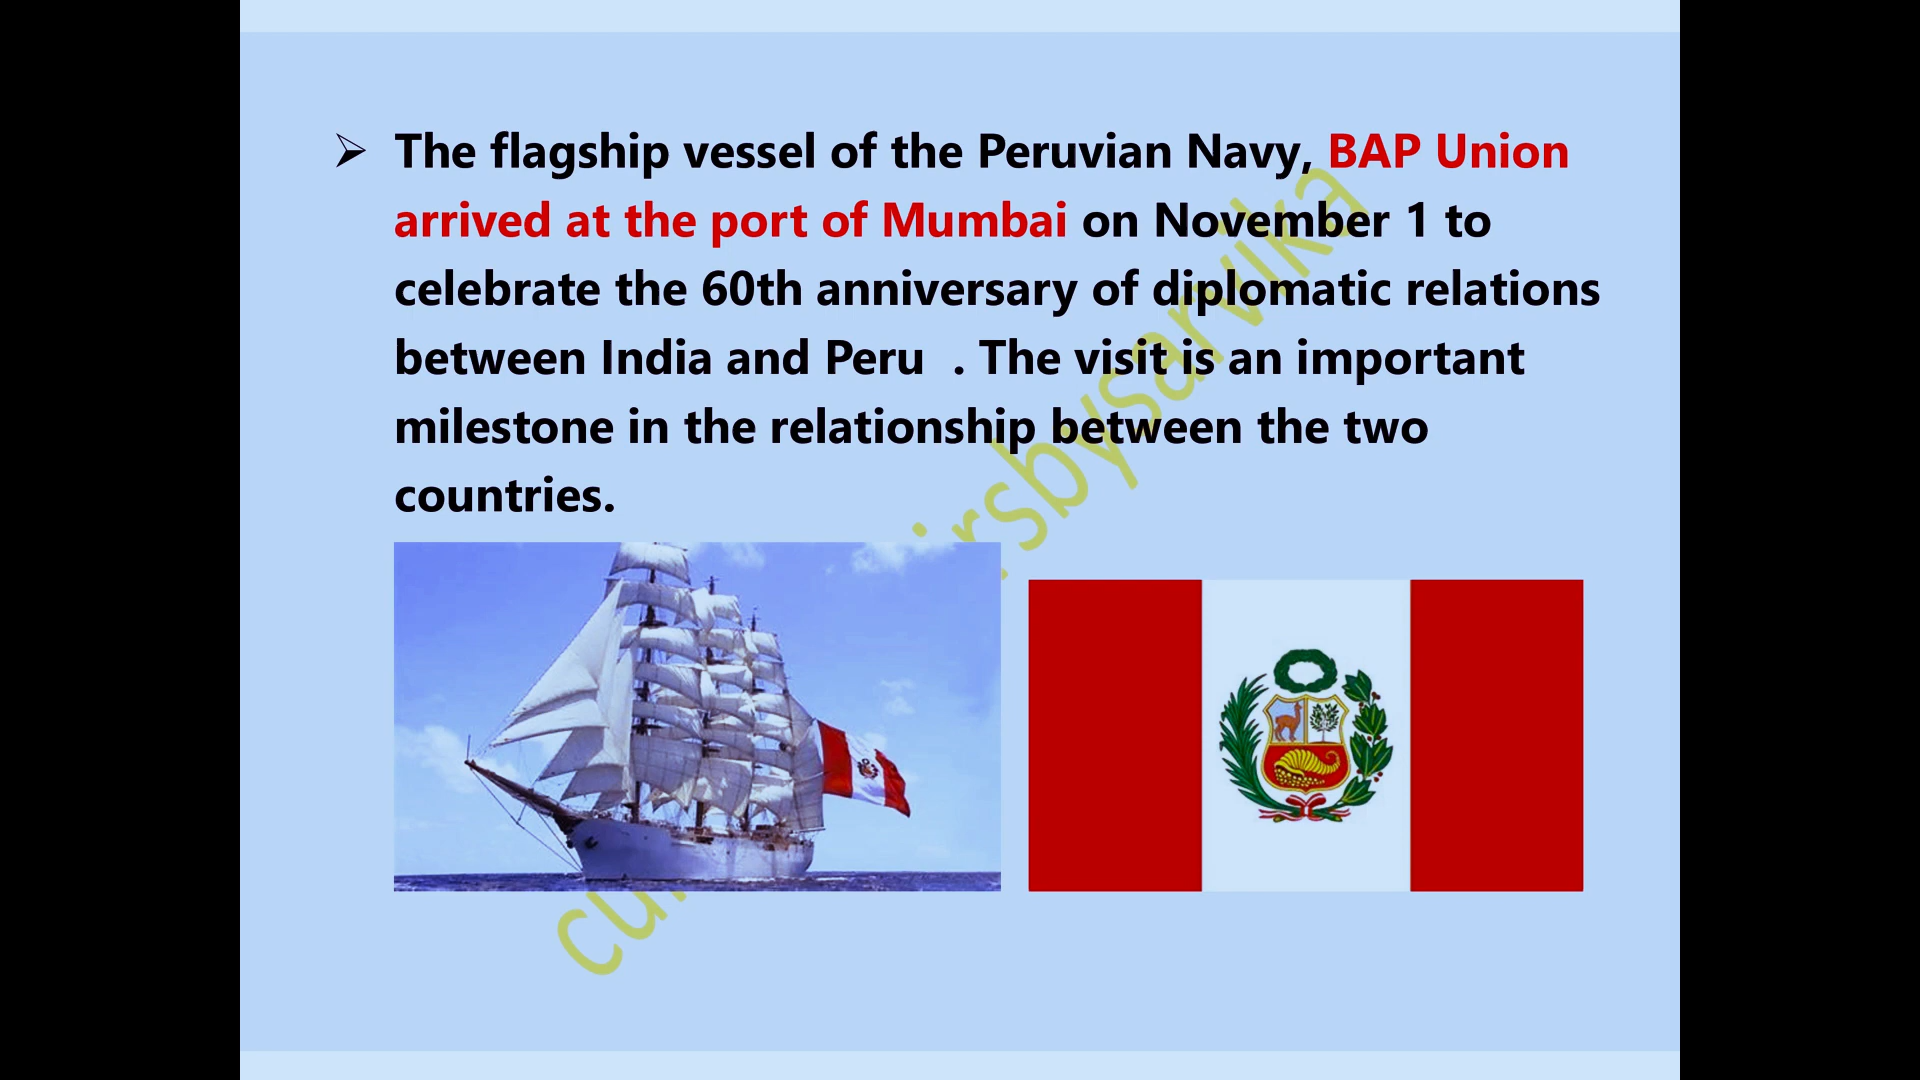 The flagship vessel of the Peruvian Navy, BAP Union
arrived at the port of Mumbai on November 1 to
celebrate the 60th anniversary of diplomatic relations
between India and Peru  . The visit is an important
milestone in the relationship between the two
countries.